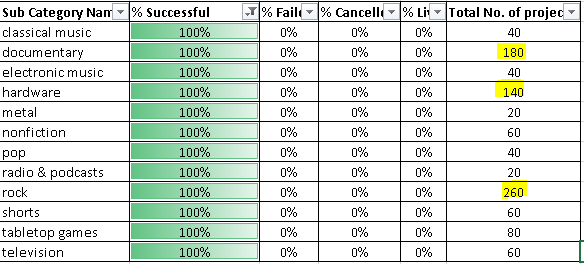 Sub Category Nam % Successful % Faile % Cancelle % Liv Total No. of projec
classical music 100% 0% 0% 0% 40
documentary 100% 0% 0% 0% 180
electronic music 100% 0% 0% 0% 40
hardware 100% 0% 0% 0% 140
metal 100% 0% 0% 0% 20
nonfiction 100% 0% 0% 0% 60
pop 100% 0% 0% 0% 40
radio & podcasts 100% 0% 0% 0% 20
rock 100% 0% 0% 0% 260
shorts 100% 0% 0% 0% 60
tabletop games 100% 0% 0% 0% 80
television 100% 0% 0% 0% 60